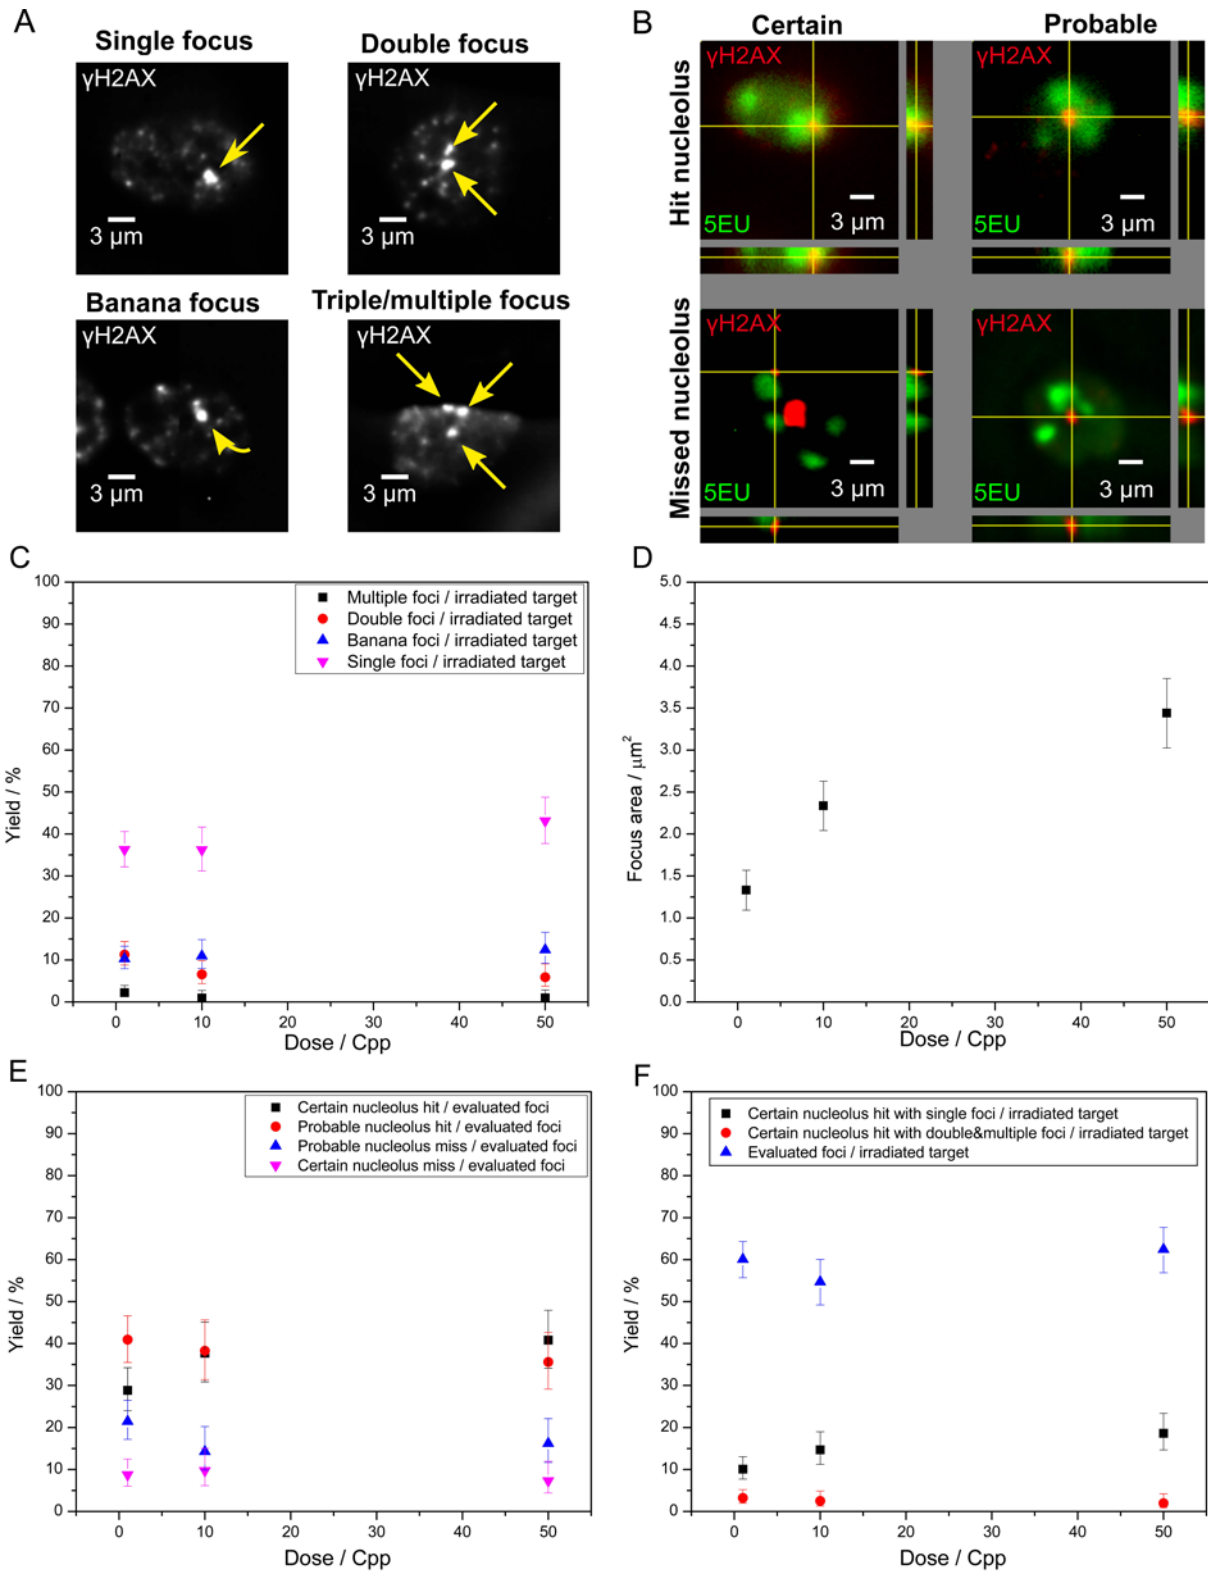 A
Single focus
Double focus
γH2AX
3 µm
γH2AX
3 µm
Banana focus
Triple/multiple focus
γH2AX
3 µm
γH2AX
3 µm
B
Certain
Probable
Hit nucleolus
γH2AX
5EU
3 µm
γH2AX
5EU
3 µm
Missed nucleolus
γH2AX
5EU
3 µm
γH2AX
5EU
3 µm
C
100
90
80
70
60
50
40
30
20
10
0
Yield / %
Multiple foci / irradiated target
Double foci / irradiated target
Banana foci / irradiated target
Single foci / irradiated target
0 10 20 30 40 50
Dose / Cpp
D
5.0
4.5
4.0
3.5
3.0
2.5
2.0
1.5
1.0
0.5
0.0
Focus area / µm²
0 10 20 30 40 50
Dose / Cpp
E
100
90
80
70
60
50
40
30
20
10
0
Yield / %
Certain nucleolus hit / evaluated foci
Probable nucleolus hit / evaluated foci
Probable nucleolus miss / evaluated foci
Certain nucleolus miss / evaluated foci
0 10 20 30 40 50
Dose / Cpp
F
100
90
80
70
60
50
40
30
20
10
0
Yield / %
Certain nucleolus hit with single foci / irradiated target
Certain nucleolus hit with double&multiple foci / irradiated target
Evaluated foci / irradiated target
0 10 20 30 40 50
Dose / Cpp